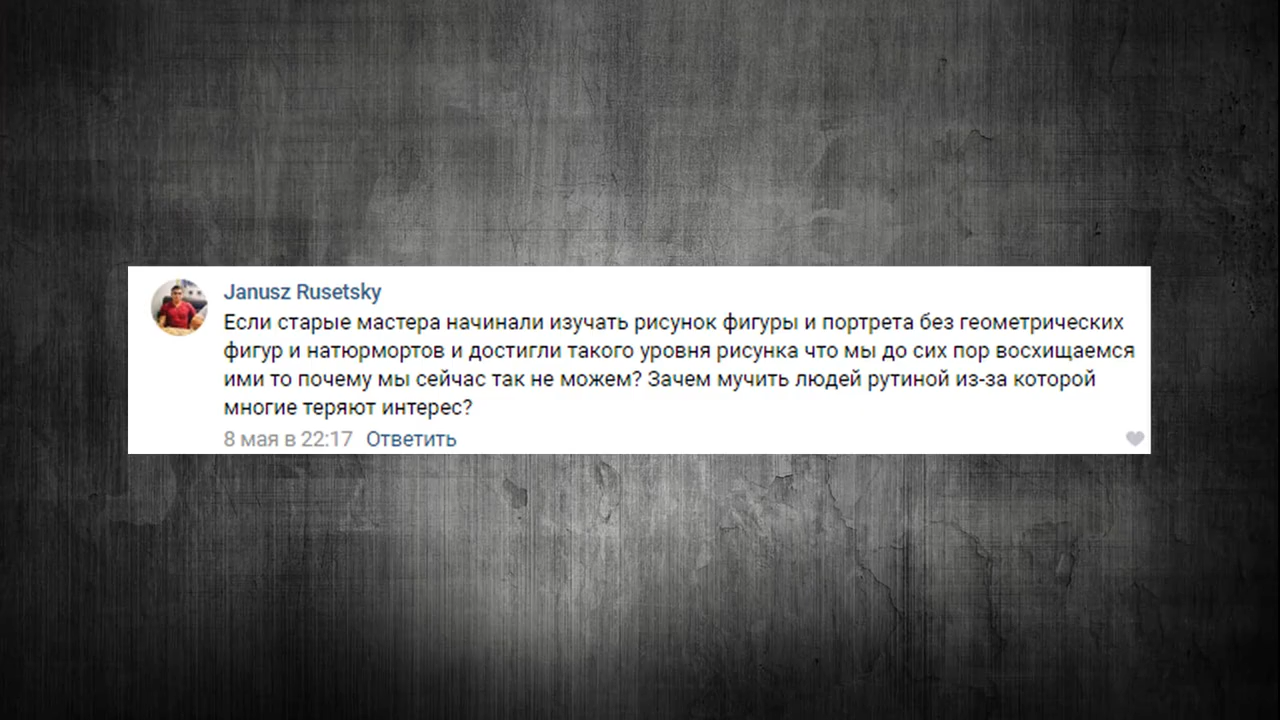 Janusz Rusetsky
Если старые мастера начинали изучать рисунок фигуры и портрета без геометрических
фигур и натюрмортов и достигли такого уровня рисунка что мы до сих пор восхищаемся
ими то почему мы сейчас так не можем? Зачем мучить людей рутиной из-за которой
многие теряют интерес?
8 мая в 22:17 Ответить